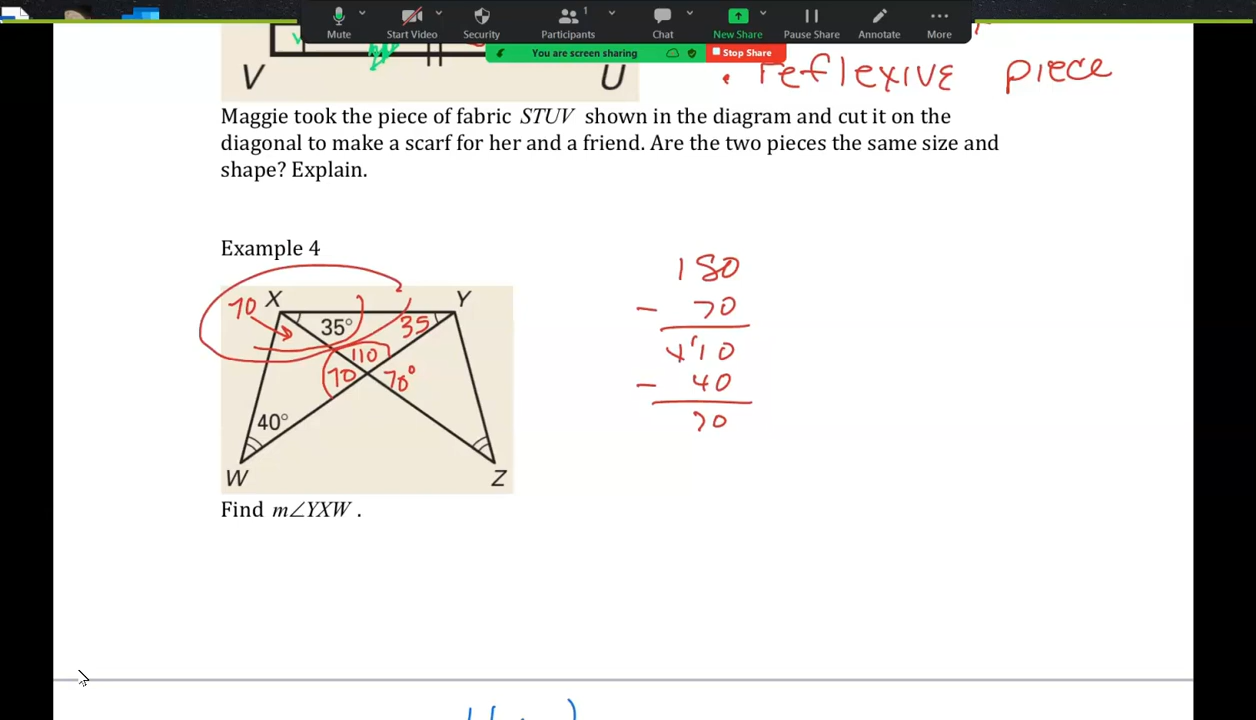 Mute
Start Video
Security
Participants
1
Chat
New Share
Pause Share
Annotate
More
You are screen sharing
Stop Share
V
U
• reflexive piece
Maggie took the piece of fabric STUV shown in the diagram and cut it on the
diagonal to make a scarf for her and a friend. Are the two pieces the same size and
shape? Explain.
Example 4
180
- 70
110
- 40
70
70
X
Y
35°
35
110
70
70°
40°
W
Z
Find m∠YXW .